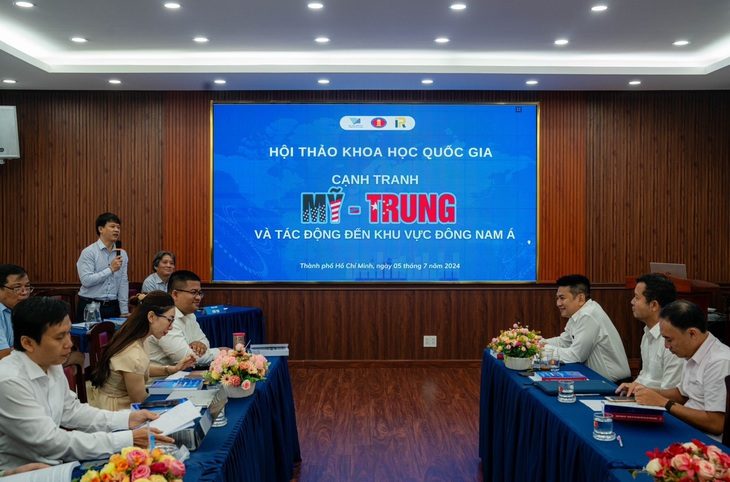 HỘI THẢO KHOA HỌC QUỐC GIA
CẠNH TRANH
MỸ - TRUNG
VÀ TÁC ĐỘNG ĐẾN KHU VỰC ĐÔNG NAM Á
Thành phố Hồ Chí Minh, ngày 05 tháng 7 năm 2024